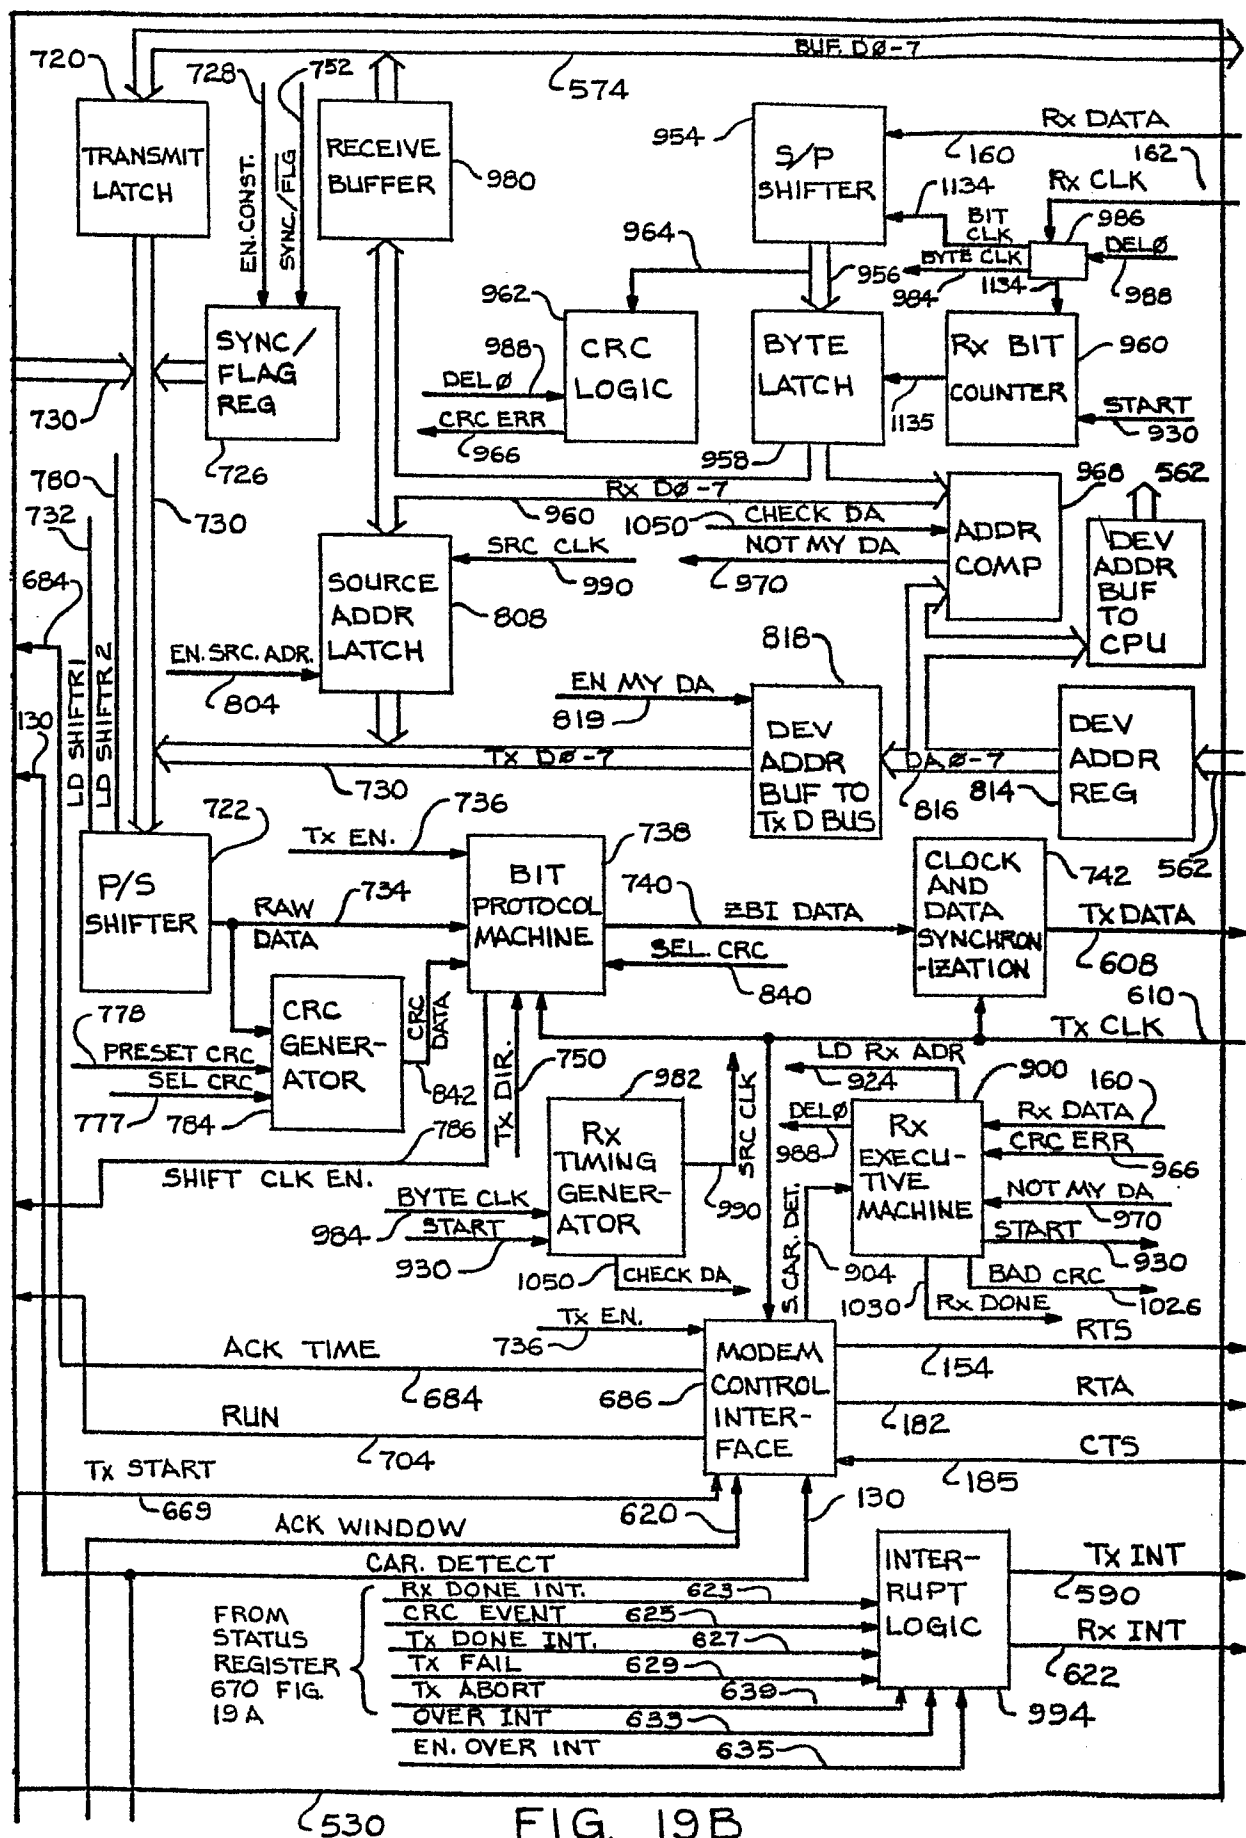 BUF. DØ-7
574
720
TRANSMIT
LATCH
728
752
EN. CONST.
SYNC./FLG
RECEIVE
BUFFER
980
954
S/P
SHIFTER
Rx DATA
160
162
Rx CLK
1134
BIT
CLK
986
DELØ
988
BYTE CLK
984
1134
964
956
962
CRC
LOGIC
988
DELØ
CRC ERR
966
BYTE
LATCH
958
1135
Rx BIT
COUNTER
960
START
930
SYNC/
FLAG
REG
726
730
780
732
730
684
130
LD SHIFTR1
LD SHIFTR2
Rx DØ-7
960
1050
CHECK DA
NOT MY DA
970
ADDR
COMP
968
562
DEV
ADDR
BUF
TO
CPU
SRC CLK
990
SOURCE
ADDR
LATCH
808
EN. SRC. ADR.
804
EN MY DA
819
818
DEV
ADDR
BUF TO
TxD BUS
DA Ø-7
816
814
DEV
ADDR
REG
562
Tx DØ-7
730
722
P/S
SHIFTER
RAW
DATA
734
Tx EN.
736
BIT
PROTOCOL
MACHINE
738
740
ZBI DATA
SEL. CRC
840
CLOCK
AND
DATA
SYNCHRON
-IZATION
742
Tx DATA
608
610
Tx CLK
778
PRESET CRC
SEL CRC
777
784
CRC
GENER-
ATOR
CRC
DATA
842
786
SHIFT CLK EN.
TX DIR.
750
982
Rx
TIMING
GENER-
ATOR
BYTE CLK
984
START
930
1050
CHECK DA
SRC CLK
990
LD Rx ADR
924
900
DELØ
988
Rx
EXECU-
TIVE
MACHINE
160
Rx DATA
CRC ERR
966
NOT MY DA
970
START
930
BAD CRC
1026
1030
Rx DONE
S. CAR. DET.
904
Tx EN.
736
MODEM
CONTROL
INTER-
FACE
686
RTS
154
RTA
182
CTS
185
ACK TIME
684
RUN
704
Tx START
669
620
ACK WINDOW
130
CAR. DETECT
FROM
STATUS
REGISTER
670 FIG.
19A
Rx DONE INT. 623
CRC EVENT 625
Tx DONE INT. 627
Tx FAIL 629
Tx ABORT 639
OVER INT 633
EN. OVER INT 635
INTER-
RUPT
LOGIC
994
Tx INT
590
Rx INT
622
530
FIG. 19B